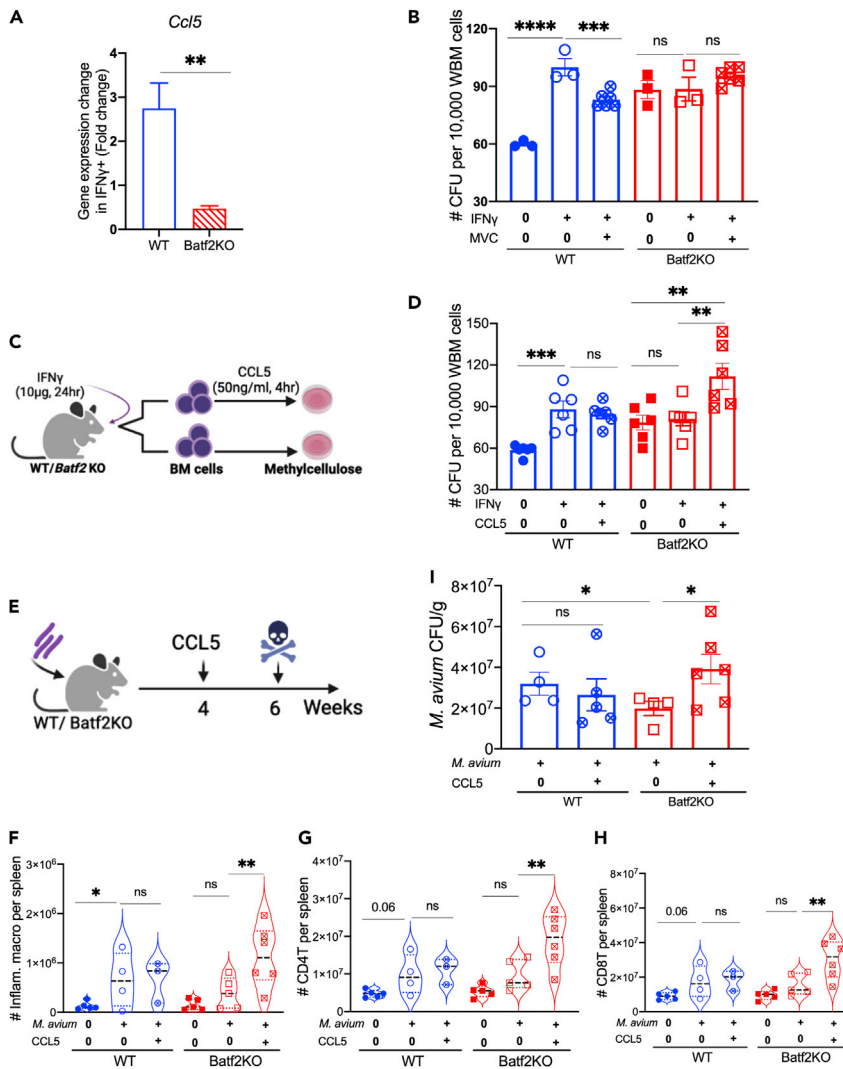 A
Ccl5
Gene expression change
in IFNγ+ (Fold change)
4
3
2
1
0
**
WT
Batf2KO
B
# CFU per 10,000 WBM cells
120
90
60
30
****
***
ns
ns
IFNγ
0
+
+
0
+
+
MVC
0
0
+
0
0
+
WT
Batf2KO
C
IFNγ
(10µg, 24hr)
CCL5
(50ng/ml, 4hr)
WT/Batf2 KO
BM cells
Methylcellulose
D
# CFU per 10,000 WBM cells
150
120
90
60
30
***
ns
ns
**
**
IFNγ
0
+
+
0
+
+
CCL5
0
0
+
0
0
+
WT
Batf2KO
E
WT/ Batf2KO
CCL5
4
6
Weeks
I
M. avium CFU/g
8×10⁷
6×10⁷
4×10⁷
2×10⁷
0
*
ns
*
M. avium
+
+
+
+
CCL5
0
+
0
+
WT
Batf2KO
F
# Inflam. macro per spleen
3×10⁶
2×10⁶
1×10⁶
0
*
ns
ns
**
M. avium
0
+
+
0
+
+
CCL5
0
0
+
0
0
+
WT
Batf2KO
G
# CD4T per spleen
4×10⁷
3×10⁷
2×10⁷
1×10⁷
0
0.06
ns
ns
**
0
+
+
0
+
+
0
0
+
0
0
+
WT
Batf2KO
H
# CD8T per spleen
8×10⁷
6×10⁷
4×10⁷
2×10⁷
0
0.06
ns
ns
**
M. avium
0
+
+
0
+
+
CCL5
0
0
+
0
0
+
WT
Batf2KO